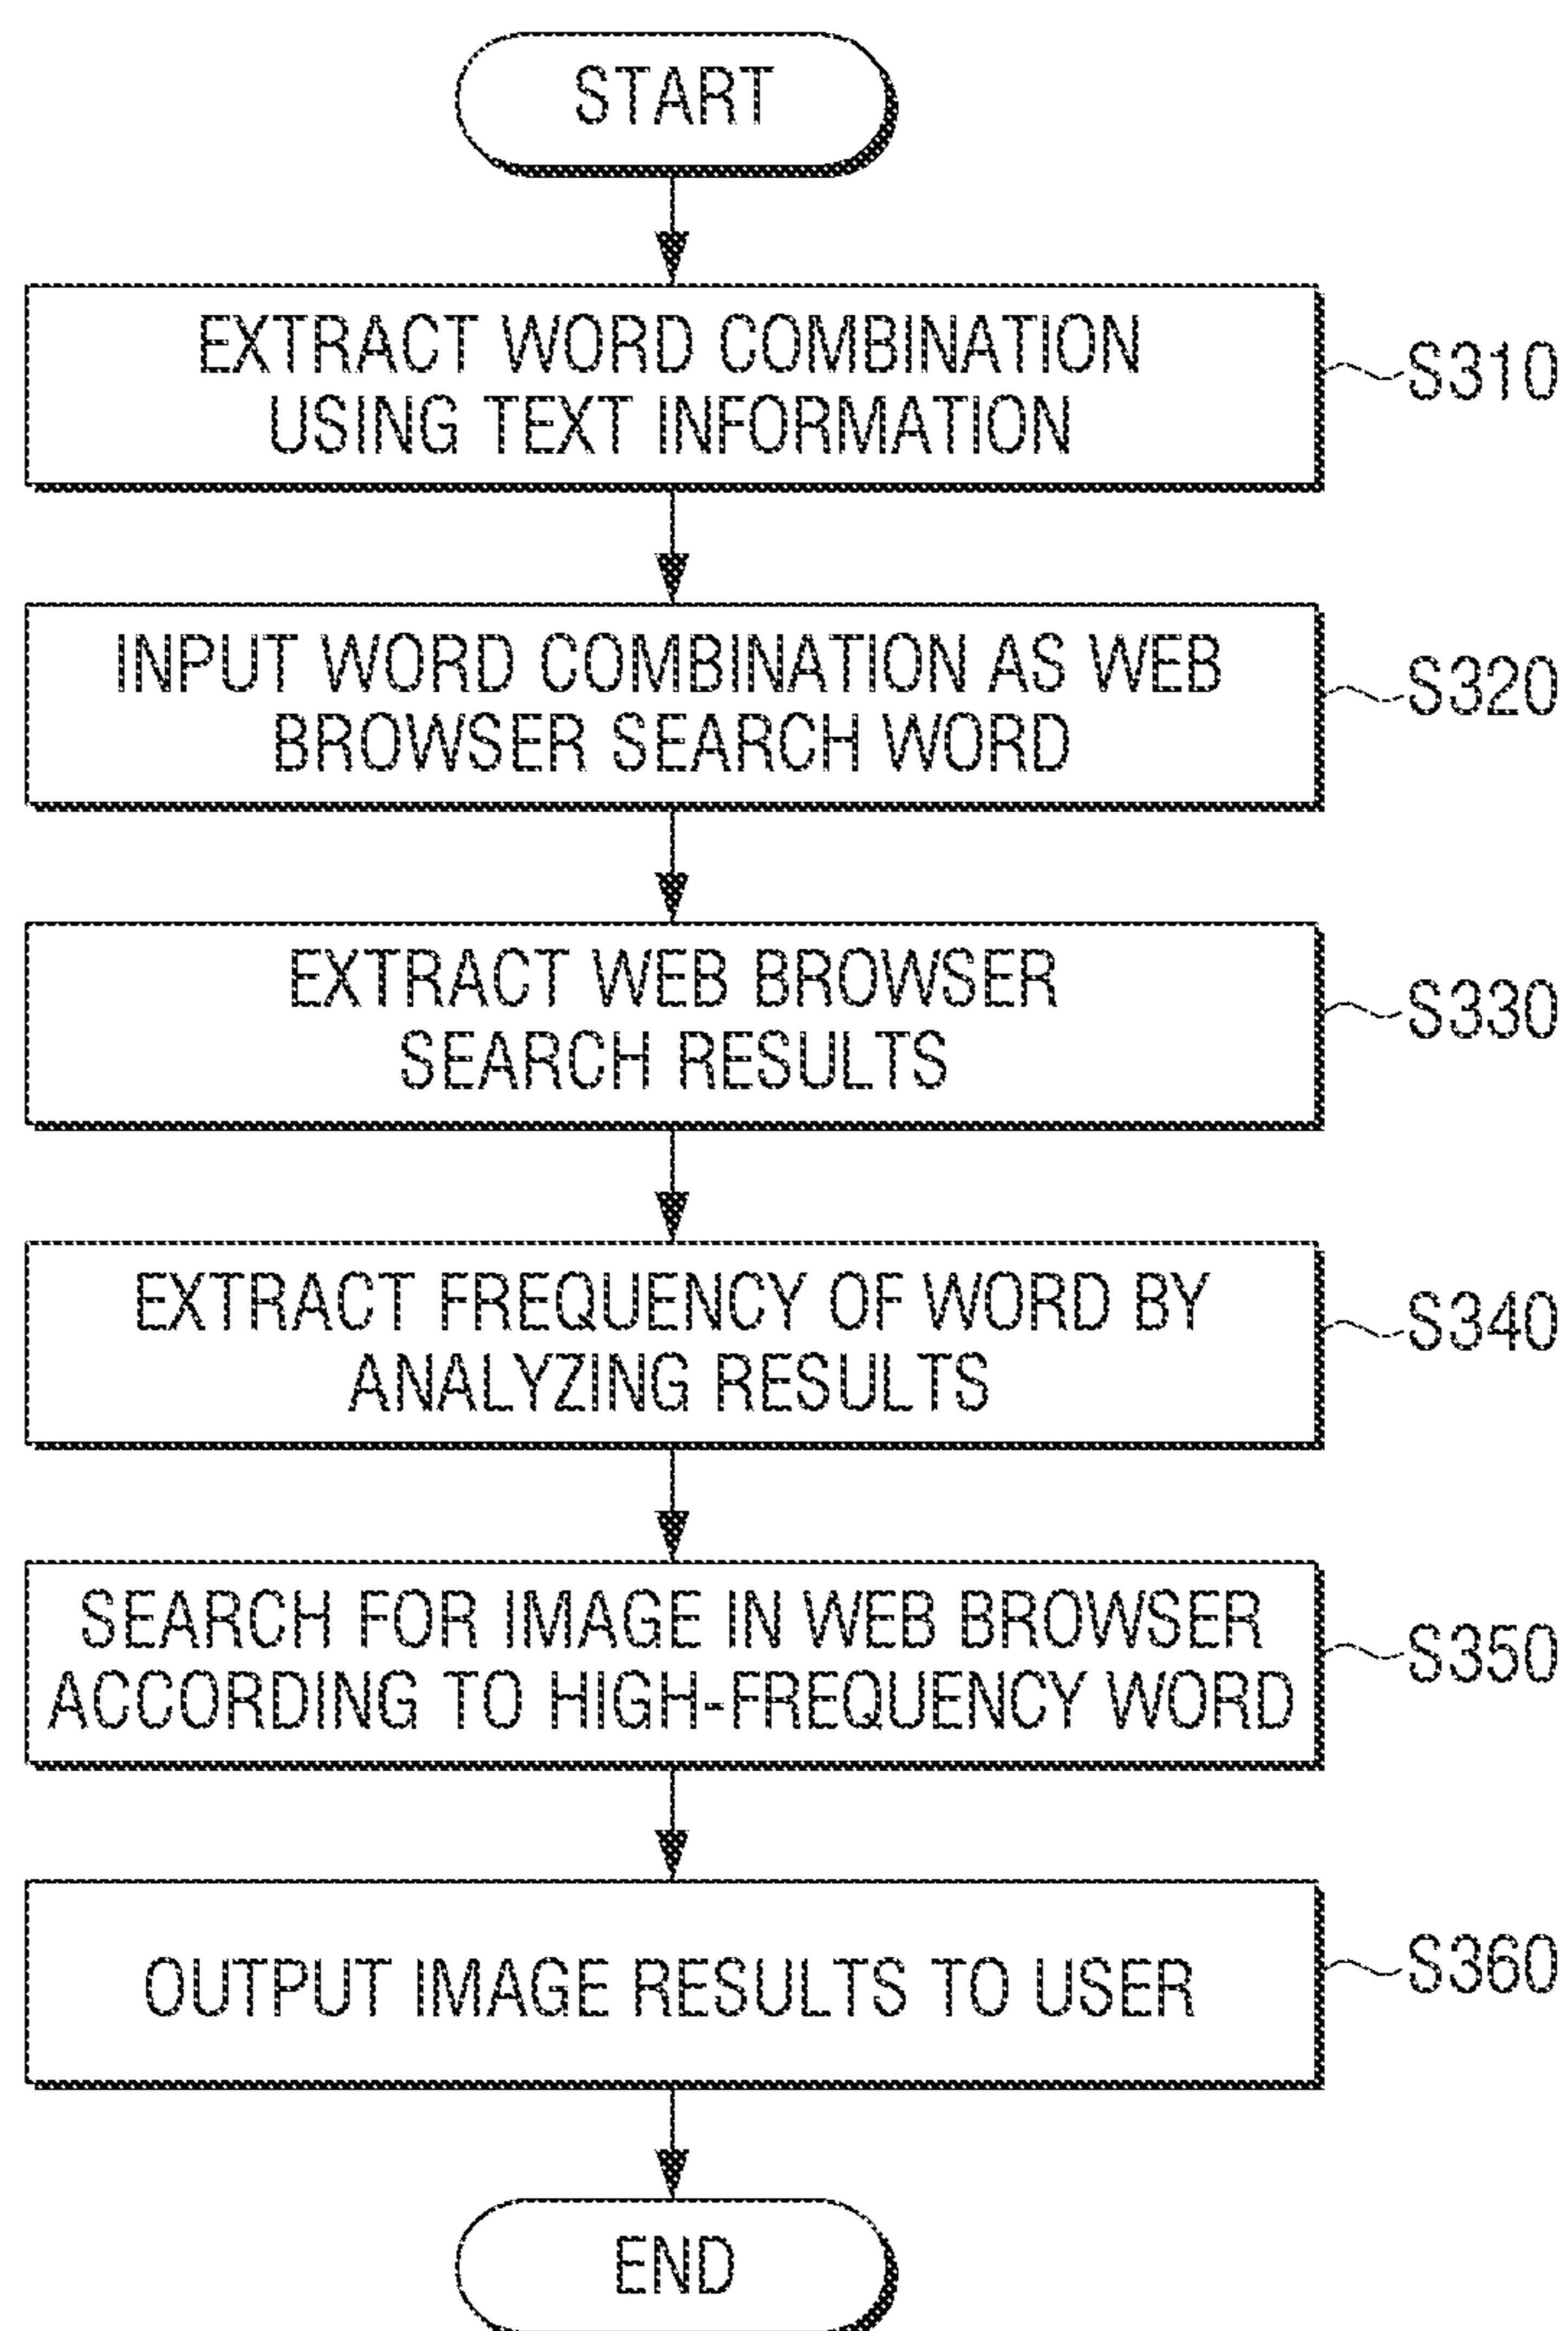 START
EXTRACT WORD COMBINATION
USING TEXT INFORMATION
S310
INPUT WORD COMBINATION AS WEB
BROWSER SEARCH WORD
S320
EXTRACT WEB BROWSER
SEARCH RESULTS
S330
EXTRACT FREQUENCY OF WORD BY
ANALYZING RESULTS
S340
SEARCH FOR IMAGE IN WEB BROWSER
ACCORDING TO HIGH-FREQUENCY WORD
S350
OUTPUT IMAGE RESULTS TO USER
S360
END